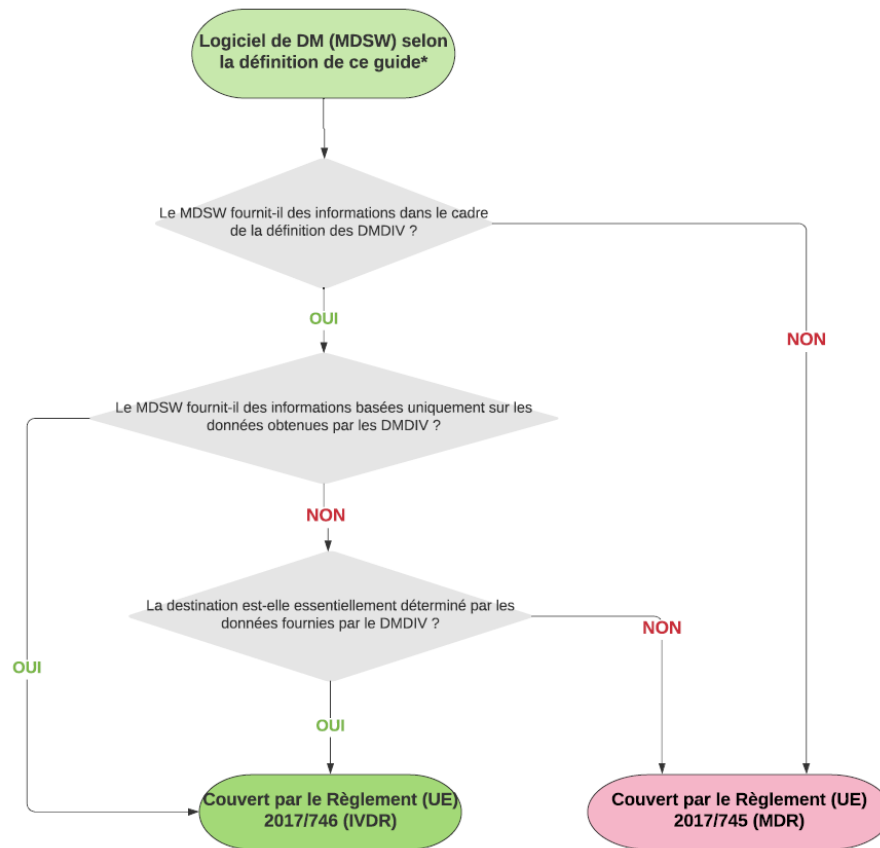 Logiciel de DM (MDSW) selon
la définition de ce guide*
Le MDSW fournit-il des informations dans le cadre
de la définition des DMDIV ?
OUI
NON
Le MDSW fournit-il des informations basées uniquement sur les
données obtenues par les DMDIV ?
NON
La destination est-elle essentiellement déterminé par les
données fournies par le DMDIV ?
NON
OUI
OUI
Couvert par le Règlement (UE)
2017/746 (IVDR)
Couvert par le Règlement (UE)
2017/745 (MDR)